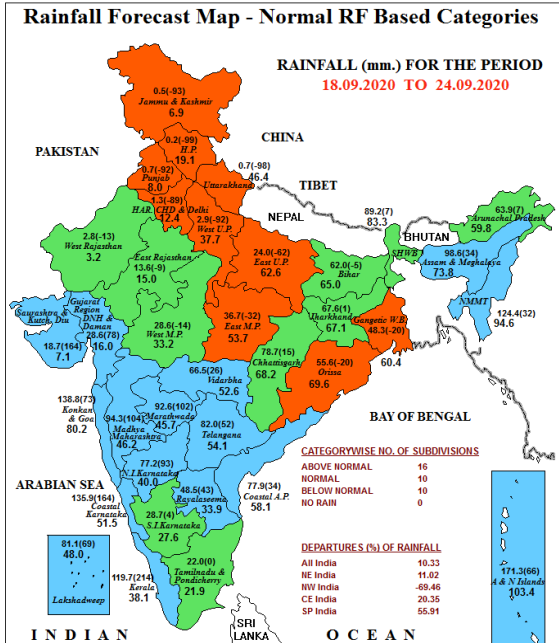 Rainfall Forecast Map - Normal RF Based Categories
RAINFALL (mm.) FOR THE PERIOD
18.09.2020 TO 24.09.2020
0.5(-93)
Jammu & Kashmir
6.9
CHINA
0.2(-99)
H.P.
19.1
PAKISTAN
0.7(-92)
Punjab
8.0
0.7(-98)
46.4
Uttarakhand
TIBET
1.3(-89)
HAR. CHD & Delhi
12.4
2.9(-92)
West U.P.
37.7
NEPAL
89.2(7)
83.3
63.9(7)
Arunachal Pradesh
59.8
BHUTAN
2.8(-13)
West Rajasthan
3.2
East Rajasthan
13.6(-9)
15.0
24.0(-62)
East U.P.
62.6
62.0(-5)
Bihar
65.0
SHWB
98.6(34)
Assam & Meghalaya
73.8
NMMT
124.4(32)
94.6
Gujarat
Region
DNH &
Daman
28.6(78)
16.0
Saurashtra &
Kutch, Diu
18.7(164)
7.1
28.6(-14)
West M.P.
33.2
36.7(-32)
East M.P.
53.7
67.6(1)
Jharkhand
67.1
Gangetic W.B.
48.3(-20)
60.4
78.7(15)
Chhattisgarh
68.2
55.6(-20)
Orissa
69.6
66.5(26)
Vidarbha
52.6
138.8(73)
Konkan
& Goa
80.2
94.3(104)
Madhya
Maharashtra
46.2
92.6(102)
Marathwada
45.7
82.0(52)
Telangana
54.1
BAY OF BENGAL
77.2(93)
N.I.Karnataka
40.0
ARABIAN SEA
135.9(164)
Coastal
Karnataka
51.5
48.5(43)
Rayalaseema
33.9
77.9(34)
Coastal A.P.
58.1
28.7(4)
S.I.Karnataka
27.6
81.1(69)
48.0
Lakshadweep
22.0(0)
Tamilnadu &
Pondicherry
21.9
119.7(214)
Kerala
38.1
171.3(66)
A & N Islands
103.4
CATEGORYWISE NO. OF SUBDIVISIONS
ABOVE NORMAL 16
NORMAL 10
BELOW NORMAL 10
NO RAIN 0
DEPARTURES (%) OF RAINFALL
All India 10.33
NE India 11.02
NW India -69.46
CE India 20.35
SP India 55.91
SRI
LANKA
INDIAN OCEAN